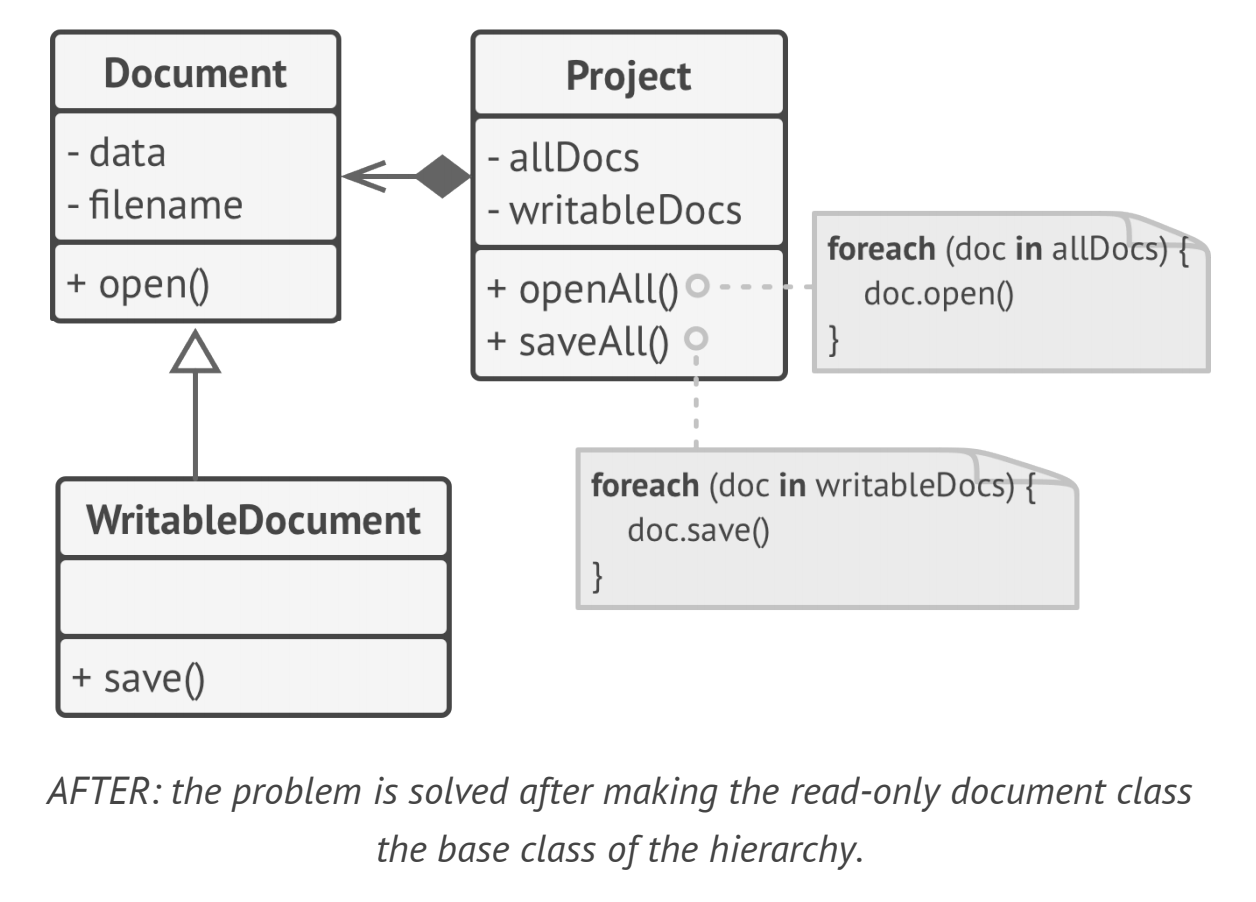 Document
- data
- filename
+ open()
Project
- allDocs
- writableDocs
+ openAll()
+ saveAll()
foreach (doc in allDocs) {
doc.open()
}
foreach (doc in writableDocs) {
doc.save()
}
WritableDocument
+ save()
AFTER: the problem is solved after making the read-only document class
the base class of the hierarchy.